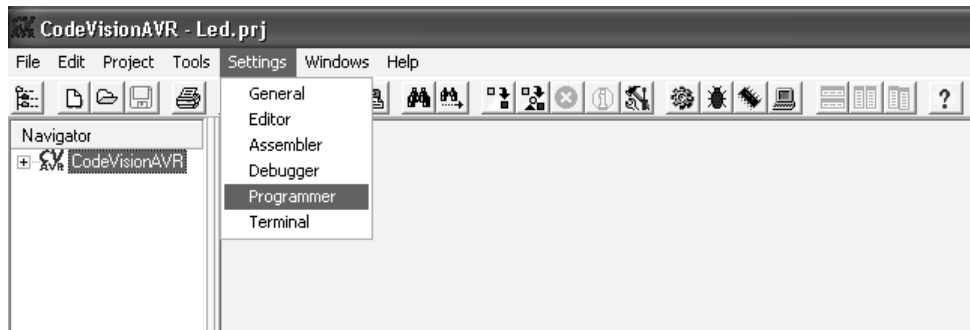 CodeVisionAVR - Led.prj
File Edit Project Tools Settings Windows Help
General
Editor
Assembler
Debugger
Programmer
Terminal
?
Navigator
CodeVisionAVR